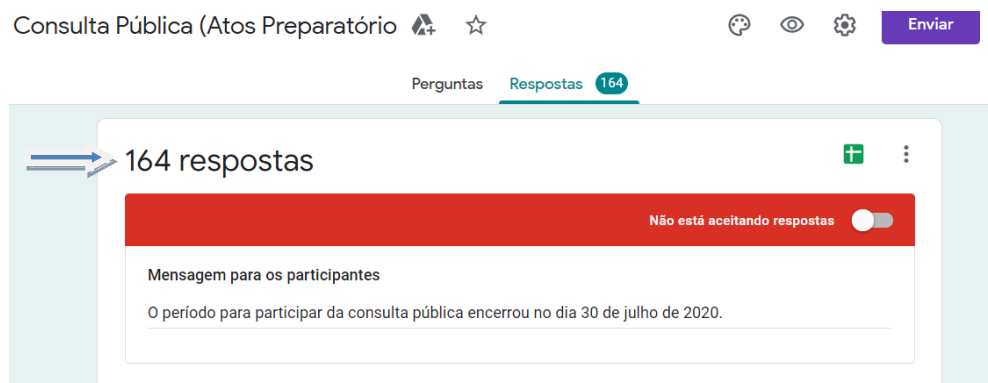 Consulta Pública (Atos Preparatório
Enviar
Perguntas Respostas 164
164 respostas
Não está aceitando respostas
Mensagem para os participantes
O período para participar da consulta pública encerrou no dia 30 de julho de 2020.